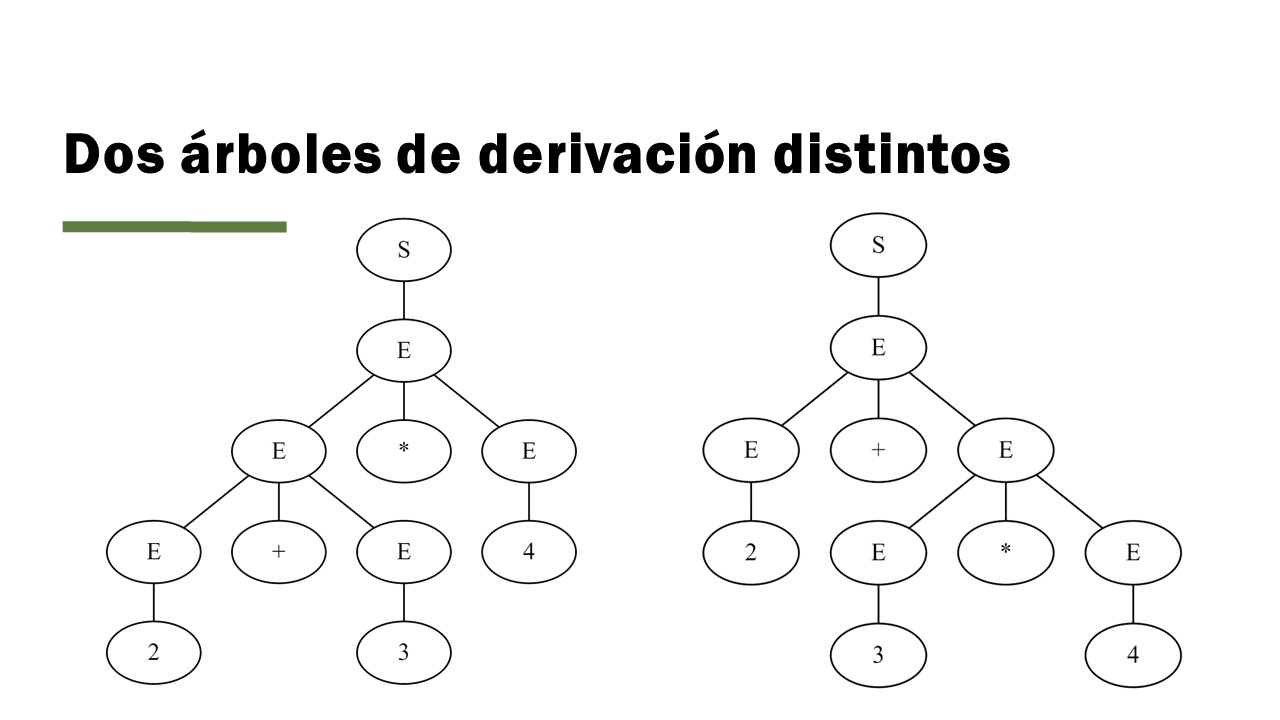 Dos árboles de derivación distintos
S
E
E * E
E + E 4
2 3
S
E
E + E
2 E * E
3 4